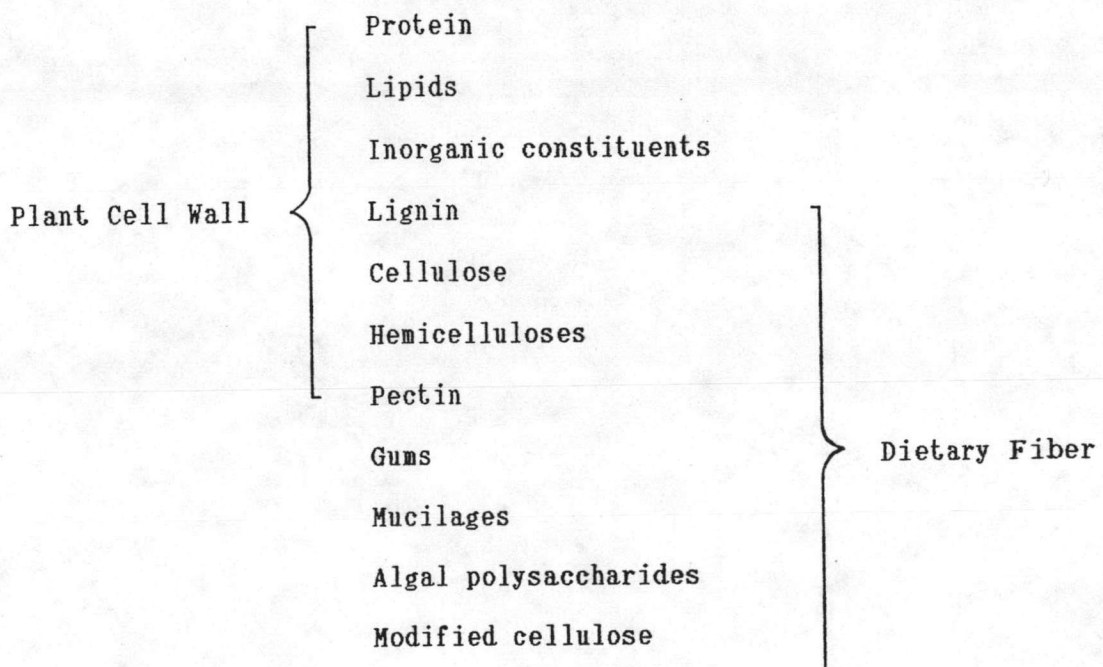 Protein
Lipids
Inorganic constituents
Plant Cell Wall
Lignin
Cellulose
Hemicelluloses
Pectin
Gums
Dietary Fiber
Mucilages
Algal polysaccharides
Modified cellulose